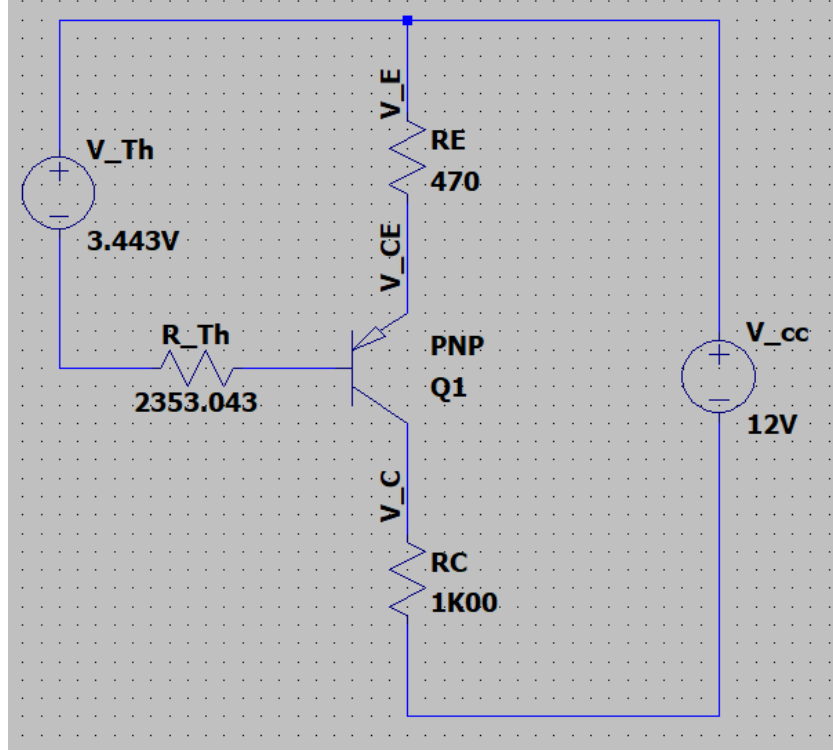 V_E
V_Th
RE
470
3.443V
V_CE
R_Th
V_cc
PNP
2353.043
Q1
12V
V_C
RC
1K00